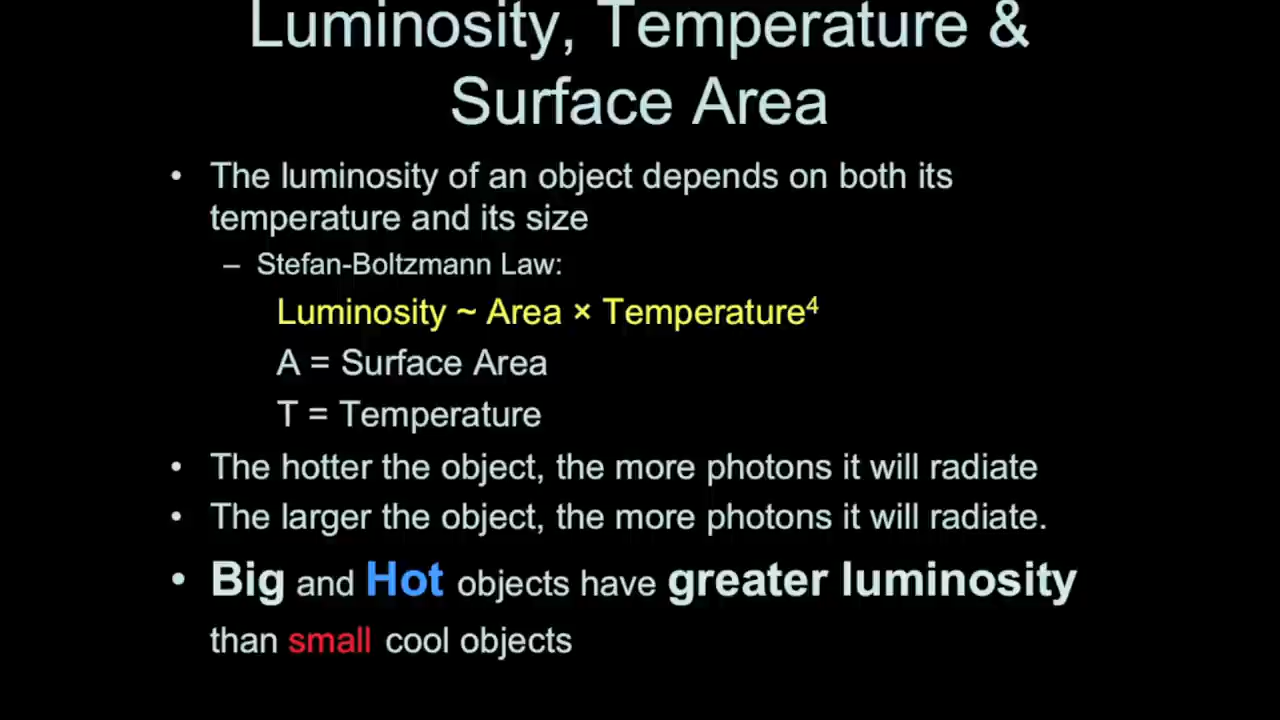 Luminosity, Temperature &
Surface Area
• The luminosity of an object depends on both its
temperature and its size
– Stefan-Boltzmann Law:
Luminosity ~ Area × Temperature⁴
A = Surface Area
T = Temperature
• The hotter the object, the more photons it will radiate
• The larger the object, the more photons it will radiate.
• Big and Hot objects have greater luminosity
than small cool objects